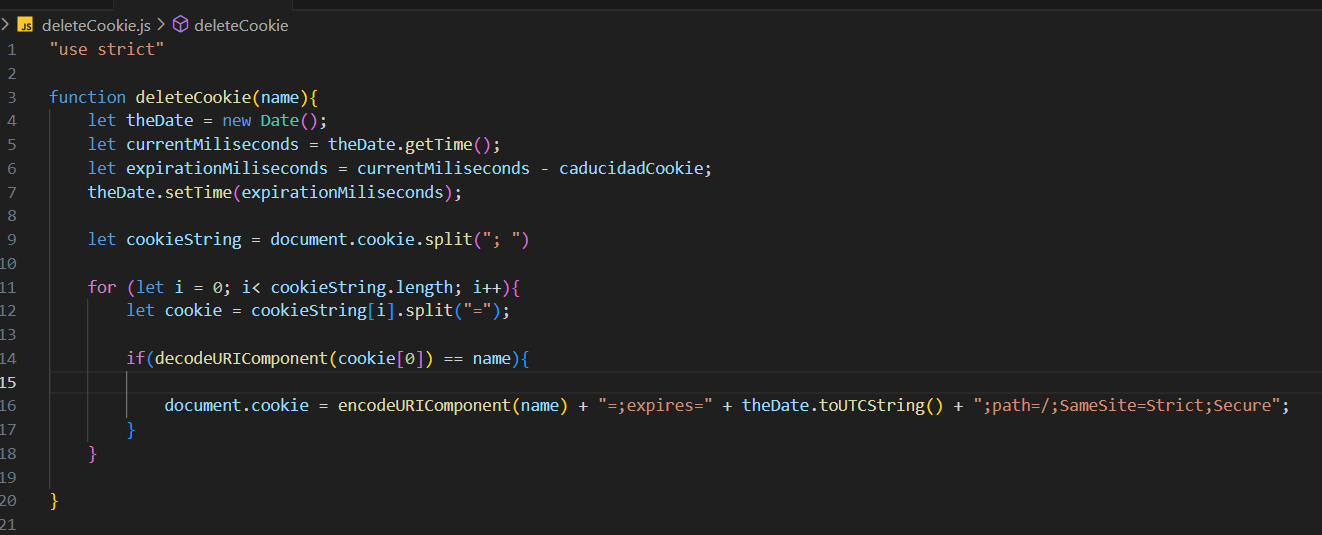 JS deleteCookie.js > deleteCookie
1 "use strict"
2
3 function deleteCookie(name){
4     let theDate = new Date();
5     let currentMiliseconds = theDate.getTime();
6     let expirationMiliseconds = currentMiliseconds - caducidadCookie;
7     theDate.setTime(expirationMiliseconds);
8
9     let cookieString = document.cookie.split("; ")
10
11     for (let i = 0; i< cookieString.length; i++){
12         let cookie = cookieString[i].split("=");
13
14         if(decodeURIComponent(cookie[0]) == name){
15
16             document.cookie = encodeURIComponent(name) + "=;expires=" + theDate.toUTCString() + ";path=/;SameSite=Strict;Secure";
17         }
18     }
19
20 }
21